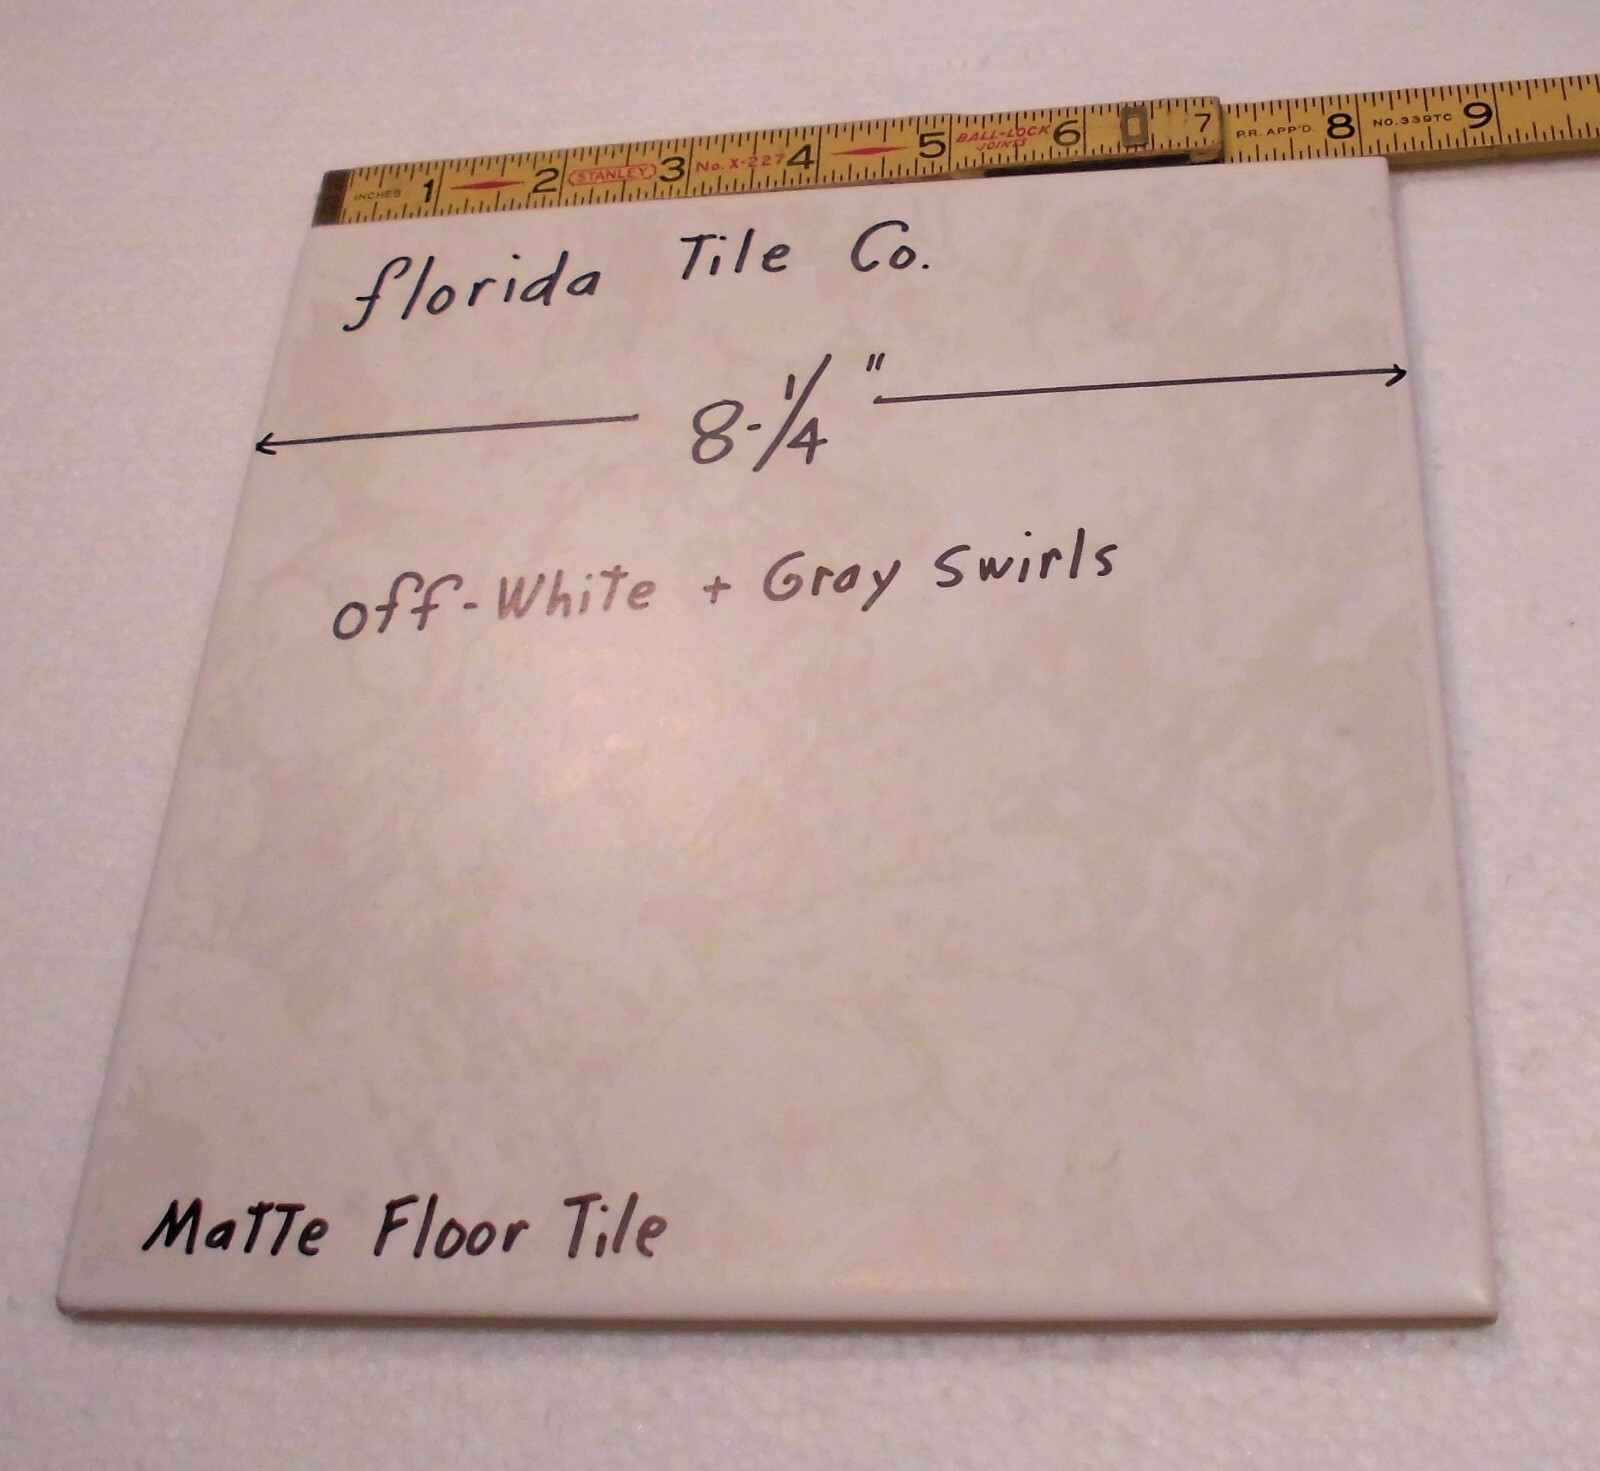 INCHES 1 2 STANLEY 3 No. X-227 4 5 BALL-LOCK JOINTS 6 7 P.R. APP'D. 8 NO. 339TC 9
florida Tile Co.
8-1/4"
off-White + Gray Swirls
Matte Floor Tile